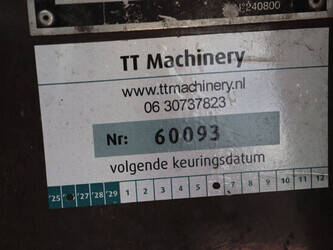 240800
TT Machinery
www.ttmachinery.nl
06 30737823
Nr: 60093
volgende keuringsdatum
'25 '27 '28 '29 1 2 3 4 5 7 8 9 10 11 12